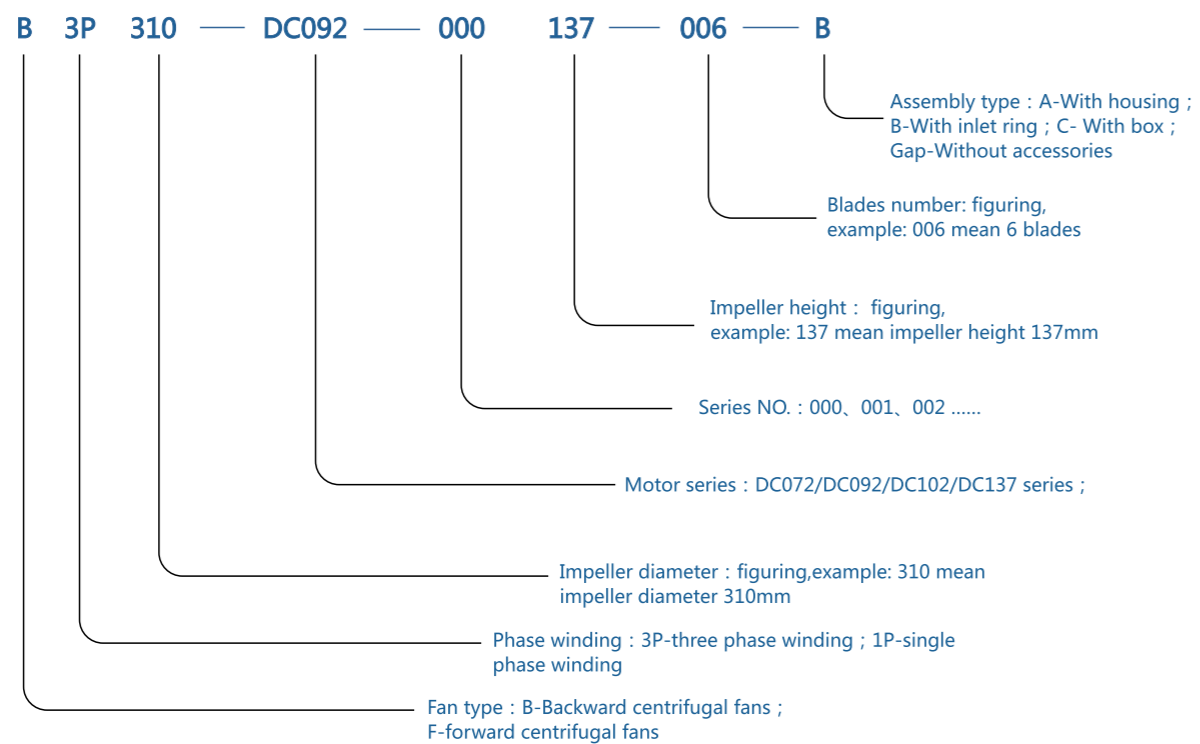 B 3P 310 —— DC092 —— 000 137 —— 006 —— B
Assembly type：A-With housing；
B-With inlet ring；C- With box；
Gap-Without accessories
Blades number: figuring,
example: 006 mean 6 blades
Impeller height： figuring,
example: 137 mean impeller height 137mm
Series NO.：000、001、002 ......
Motor series：DC072/DC092/DC102/DC137 series；
Impeller diameter：figuring,example: 310 mean
impeller diameter 310mm
Phase winding：3P-three phase winding；1P-single
phase winding
Fan type：B-Backward centrifugal fans；
F-forward centrifugal fans